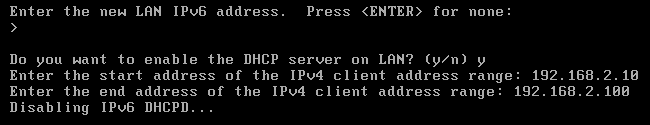 Enter the new LAN IPv6 address.  Press <ENTER> for none:
>
Do you want to enable the DHCP server on LAN? (y/n) y
Enter the start address of the IPv4 client address range: 192.168.2.10
Enter the end address of the IPv4 client address range: 192.168.2.100
Disabling IPv6 DHCPD...